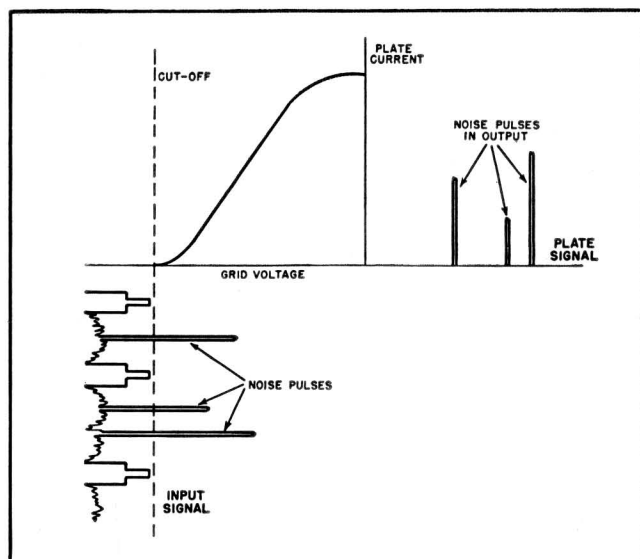 CUT-OFF
PLATE
CURRENT
NOISE PULSES
IN OUTPUT
PLATE
SIGNAL
GRID VOLTAGE
NOISE PULSES
INPUT
SIGNAL